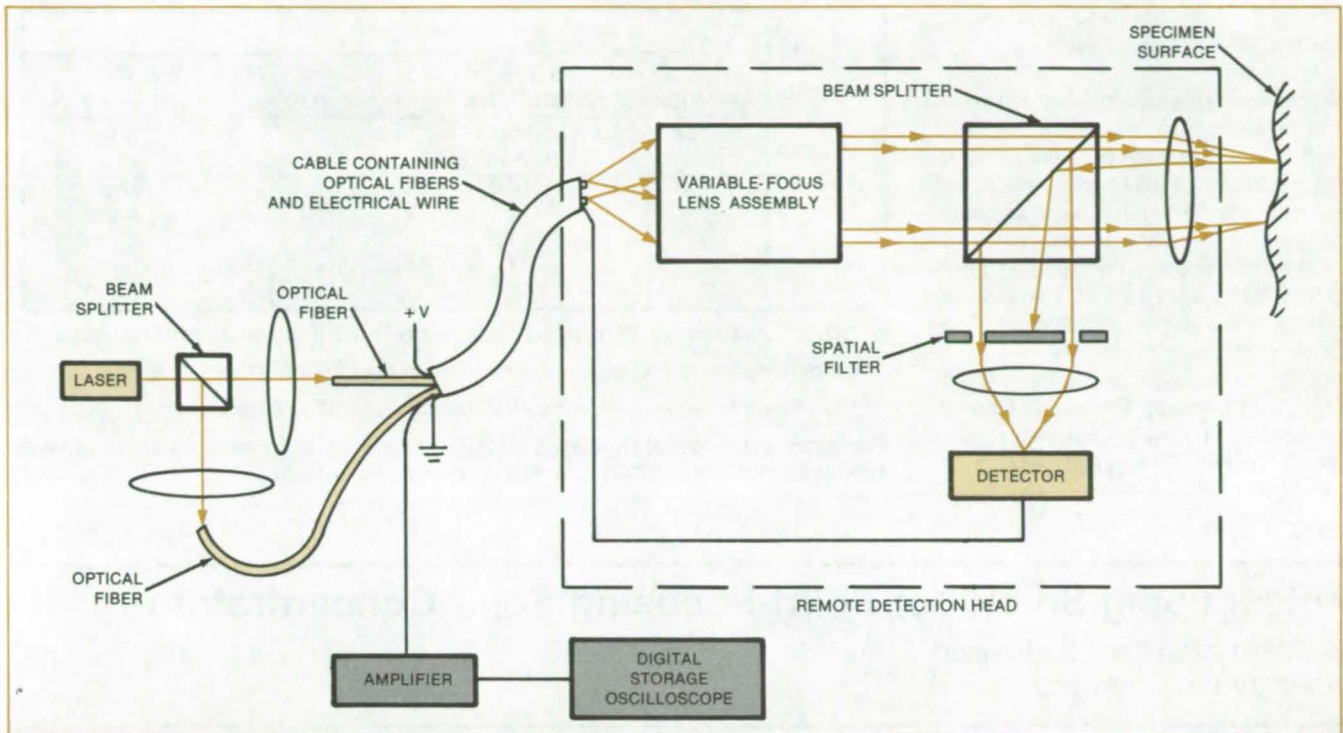 SPECIMEN
SURFACE
BEAM SPLITTER
CABLE CONTAINING
OPTICAL FIBERS
AND ELECTRICAL WIRE
VARIABLE-FOCUS
LENS ASSEMBLY
BEAM
SPLITTER
OPTICAL
FIBER
+V
LASER
SPATIAL
FILTER
DETECTOR
OPTICAL
FIBER
REMOTE DETECTION HEAD
AMPLIFIER
DIGITAL
STORAGE
OSCILLOSCOPE